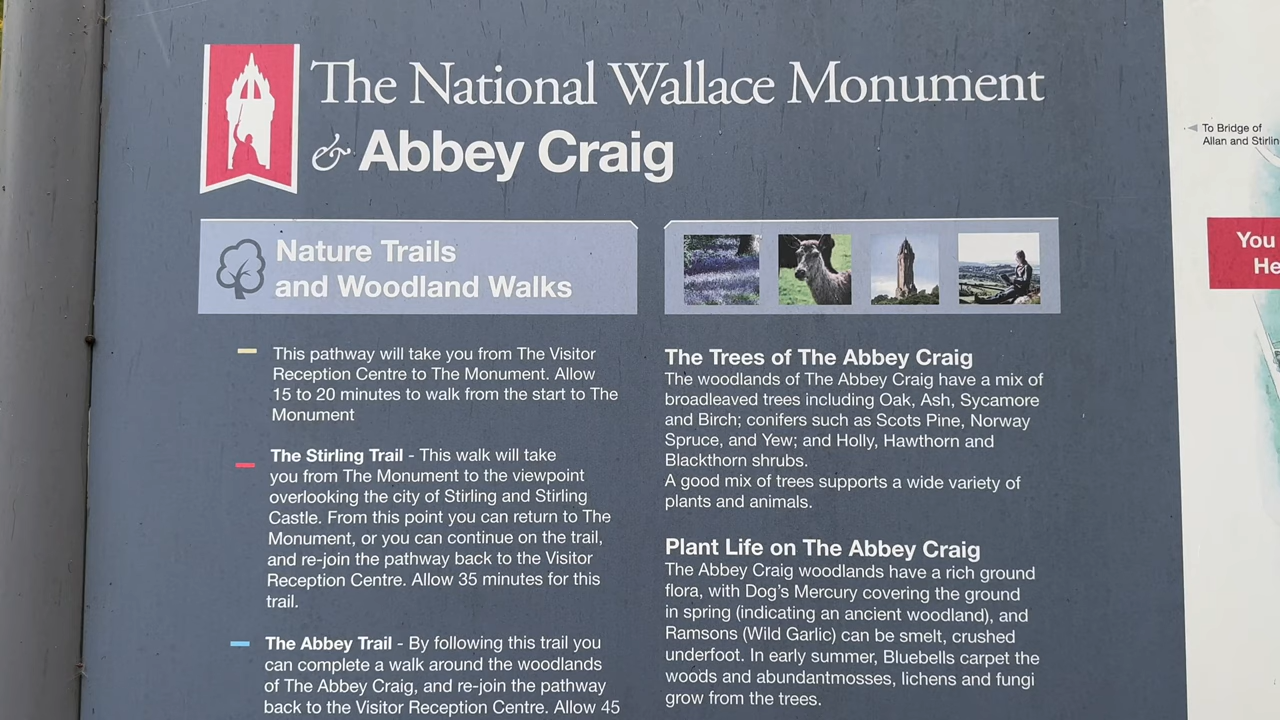 The National Wallace Monument
& Abbey Craig
Nature Trails
and Woodland Walks
This pathway will take you from The Visitor
Reception Centre to The Monument. Allow
15 to 20 minutes to walk from the start to The
Monument
The Stirling Trail - This walk will take
you from The Monument to the viewpoint
overlooking the city of Stirling and Stirling
Castle. From this point you can return to The
Monument, or you can continue on the trail,
and re-join the pathway back to the Visitor
Reception Centre. Allow 35 minutes for this
trail.
The Abbey Trail - By following this trail you
can complete a walk around the woodlands
of The Abbey Craig, and re-join the pathway
back to the Visitor Reception Centre. Allow 45
The Trees of The Abbey Craig
The woodlands of The Abbey Craig have a mix of
broadleaved trees including Oak, Ash, Sycamore
and Birch; conifers such as Scots Pine, Norway
Spruce, and Yew; and Holly, Hawthorn and
Blackthorn shrubs.
A good mix of trees supports a wide variety of
plants and animals.
Plant Life on The Abbey Craig
The Abbey Craig woodlands have a rich ground
flora, with Dog's Mercury covering the ground
in spring (indicating an ancient woodland), and
Ramsons (Wild Garlic) can be smelt, crushed
underfoot. In early summer, Bluebells carpet the
woods and abundantmosses, lichens and fungi
grow from the trees.
To Bridge of
Allan and Stirlin
You
He